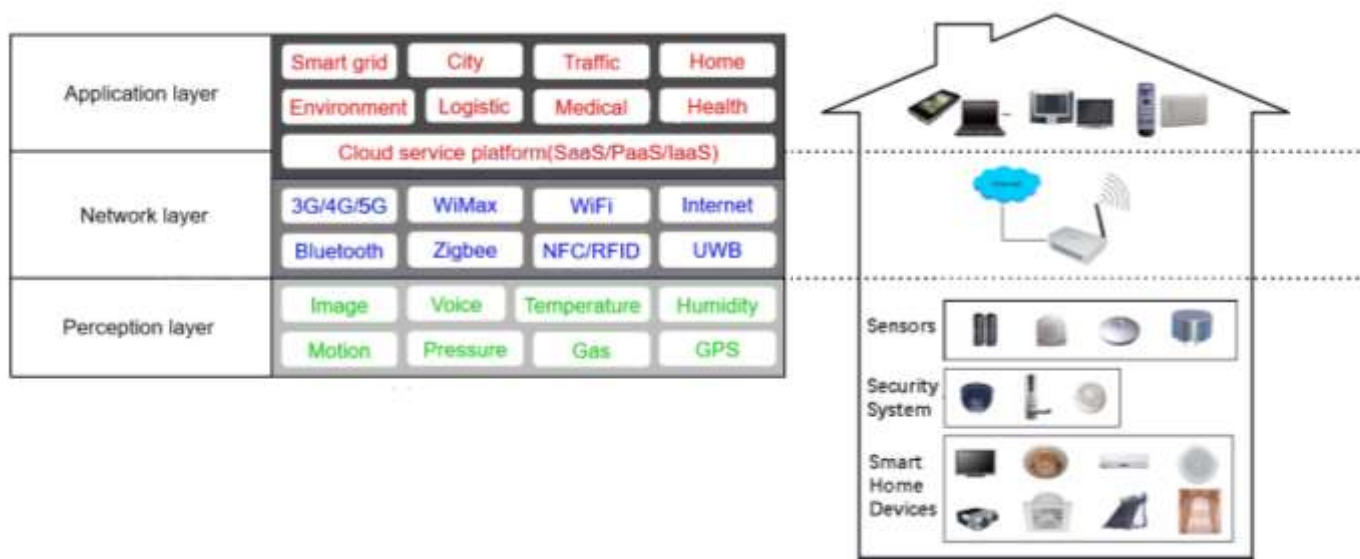 Application layer
Smart grid City Traffic Home
Environment Logistic Medical Health
Cloud service platform(SaaS/PaaS/IaaS)
Network layer
3G/4G/5G WiMax WiFi Internet
Bluetooth Zigbee NFC/RFID UWB
Perception layer
Image Voice Temperature Humidity
Motion Pressure Gas GPS
Sensors
Security
System
Smart
Home
Devices